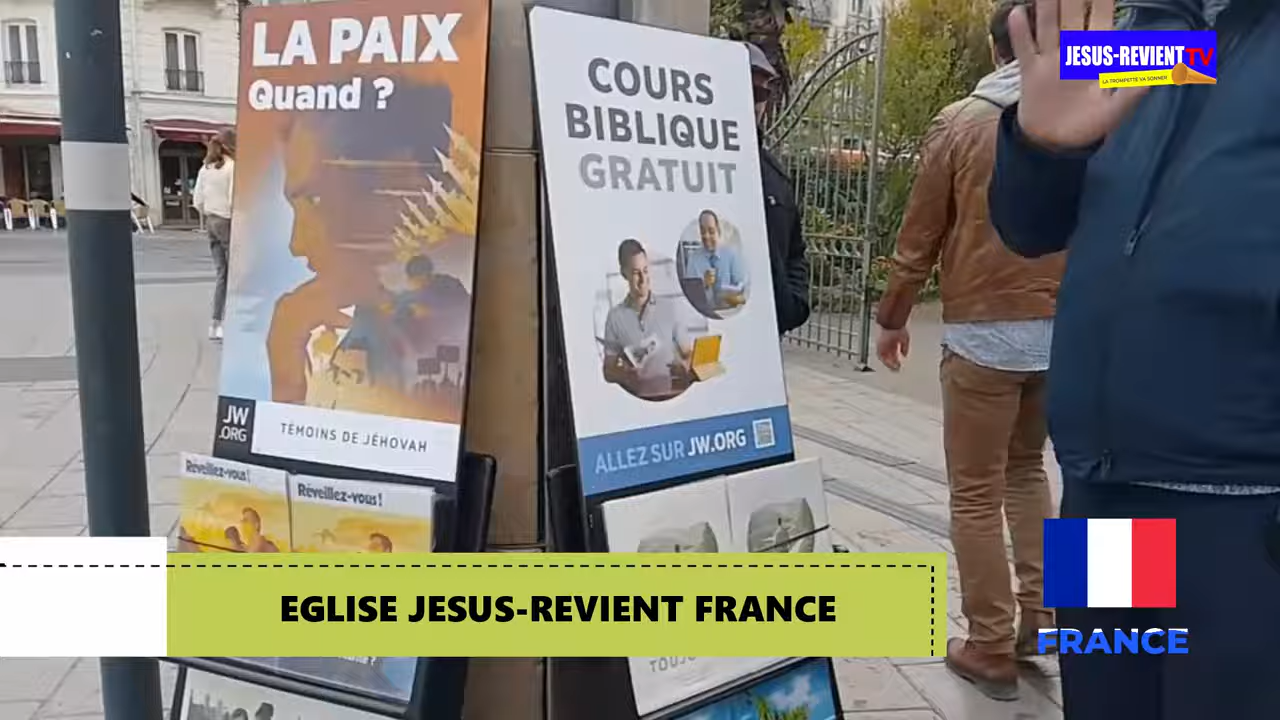 LA PAIX
Quand ?
JW
.ORG
TÉMOINS DE JÉHOVAH
Réveillez-vous!
Réveillez-vous!
COURS
BIBLIQUE
GRATUIT
ALLEZ SUR JW.ORG
JESUS-REVIENT TV
LA TROMPETTE VA SONNER
EGLISE JESUS-REVIENT FRANCE
FRANCE